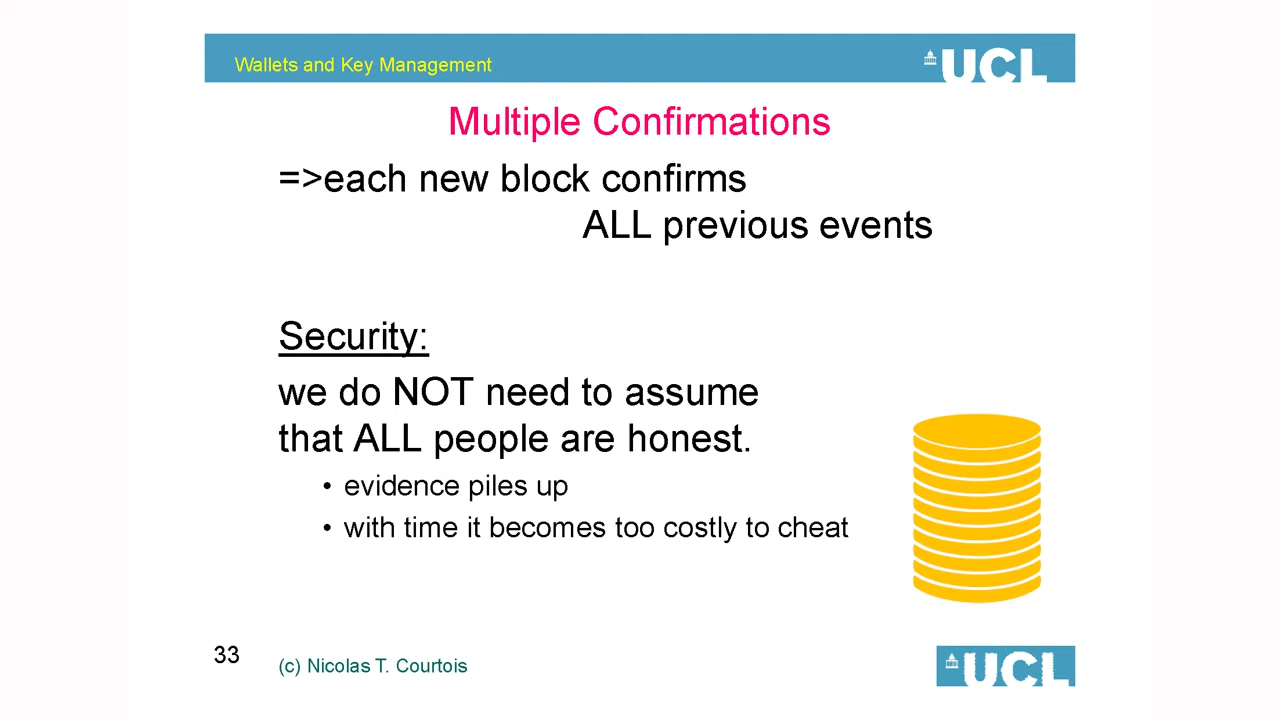 Wallets and Key Management
UCL
Multiple Confirmations
=>each new block confirms
ALL previous events
Security:
we do NOT need to assume
that ALL people are honest.
• evidence piles up
• with time it becomes too costly to cheat
33
(c) Nicolas T. Courtois
UCL